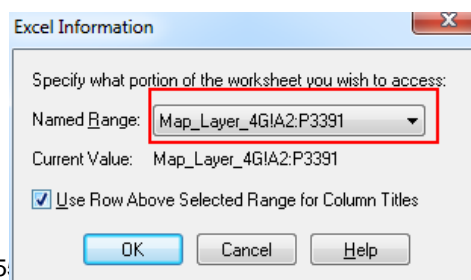 Excel Information
Specify what portion of the worksheet you wish to access:
Named Range: Map_Layer_4G!A2:P3391
Current Value: Map_Layer_4G!A2:P3391
Use Row Above Selected Range for Column Titles
OK Cancel Help